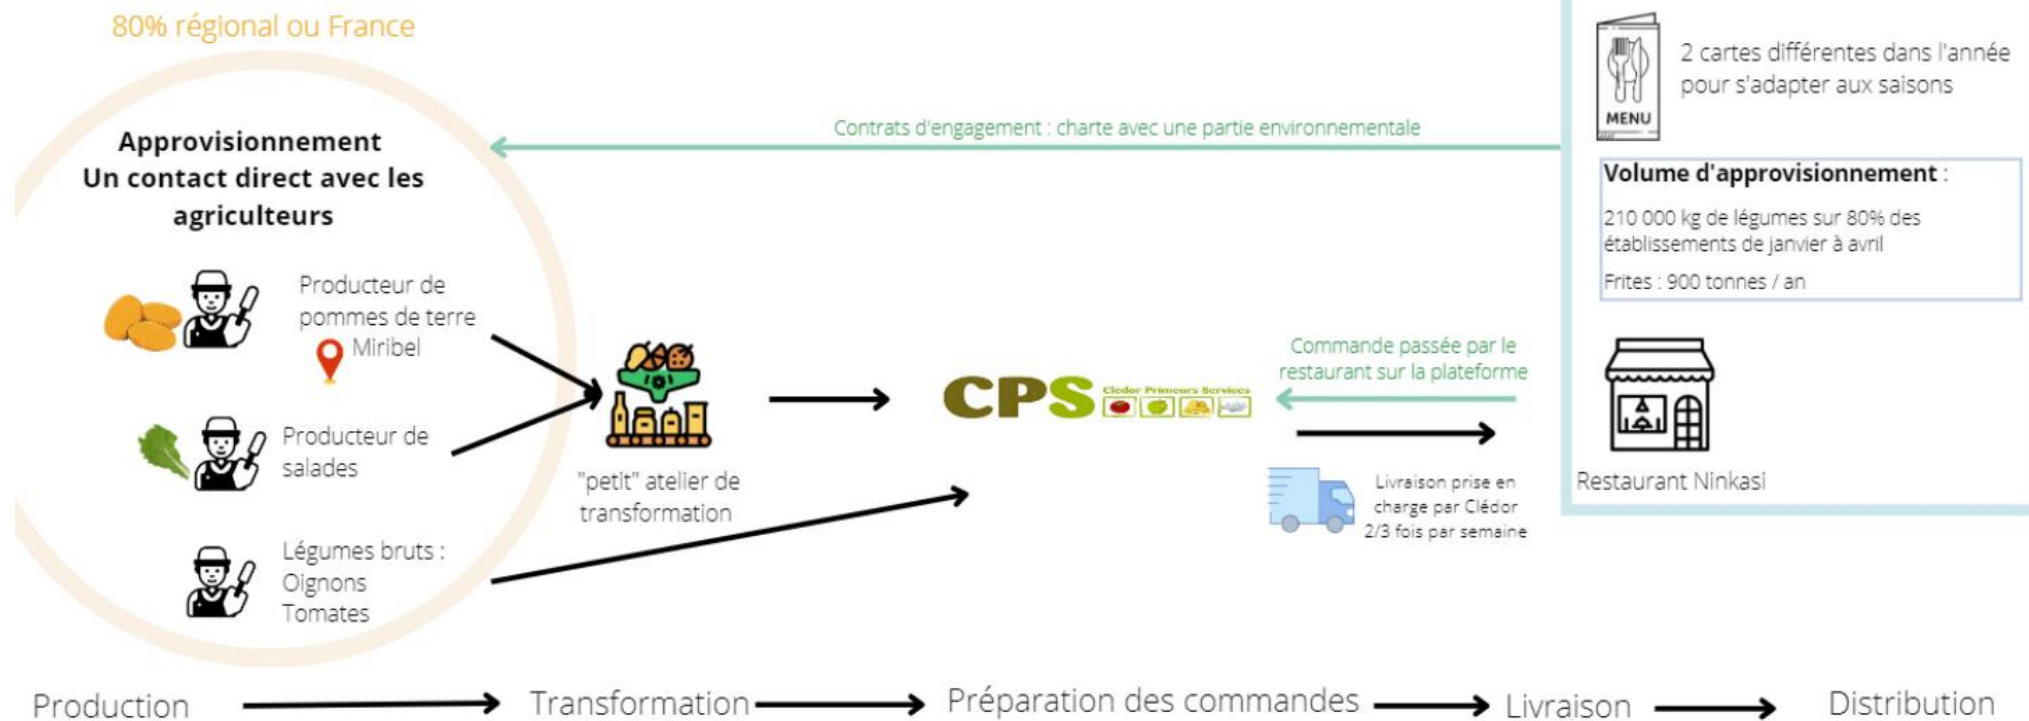 80% régional ou France
Approvisionnement
Un contact direct avec les
agriculteurs
Producteur de
pommes de terre
Miribel
Producteur de
salades
Légumes bruts :
Oignons
Tomates
"petit" atelier de
transformation
Contrats d'engagement : charte avec une partie environnementale
CPS
Cledor Primeurs Services
Commande passée par le
restaurant sur la plateforme
Livraison prise en
charge par Clédor
2/3 fois par semaine
MENU
2 cartes différentes dans l'année
pour s'adapter aux saisons
Volume d'approvisionnement :
210 000 kg de légumes sur 80% des
établissements de janvier à avril
Frites : 900 tonnes / an
Restaurant Ninkasi
Production
Transformation
Préparation des commandes
Livraison
Distribution